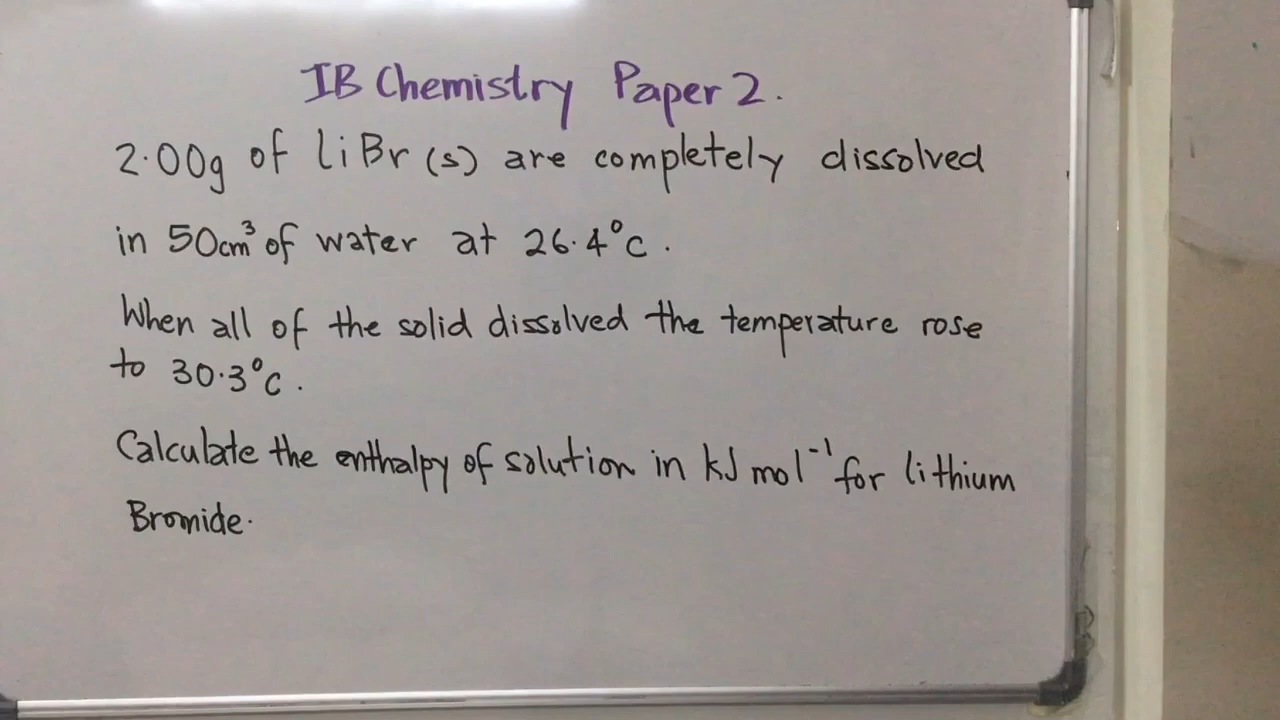 IB Chemistry Paper 2.
2.00g of LiBr (s) are completely dissolved
in 50cm³ of water at 26.4°c.
When all of the solid dissolved the temperature rose
to 30.3°c.
Calculate the enthalpy of solution in kJ mol⁻¹ for lithium
Bromide.